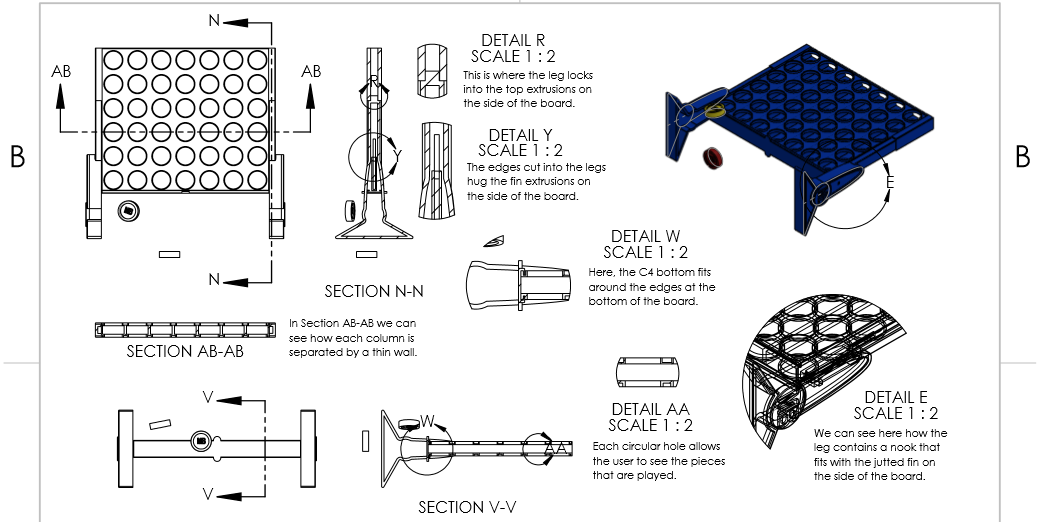 N
AB
AB
B
B
N
DETAIL R
SCALE 1 : 2
This is where the leg locks
into the top extrusions on
the side of the board.
R
Y
DETAIL Y
SCALE 1 : 2
The edges cut into the legs
hug the fin extrusions on
the side of the board.
E
SECTION N-N
DETAIL W
SCALE 1 : 2
Here, the C4 bottom fits
around the edges at the
bottom of the board.
SECTION AB-AB
In Section AB-AB we can
see how each column is
separated by a thin wall.
V
V
W
AA
SECTION V-V
DETAIL AA
SCALE 1 : 2
Each circular hole allows
the user to see the pieces
that are played.
DETAIL E
SCALE 1 : 2
We can see here how the
leg contains a nook that
fits with the jutted fin on
the side of the board.